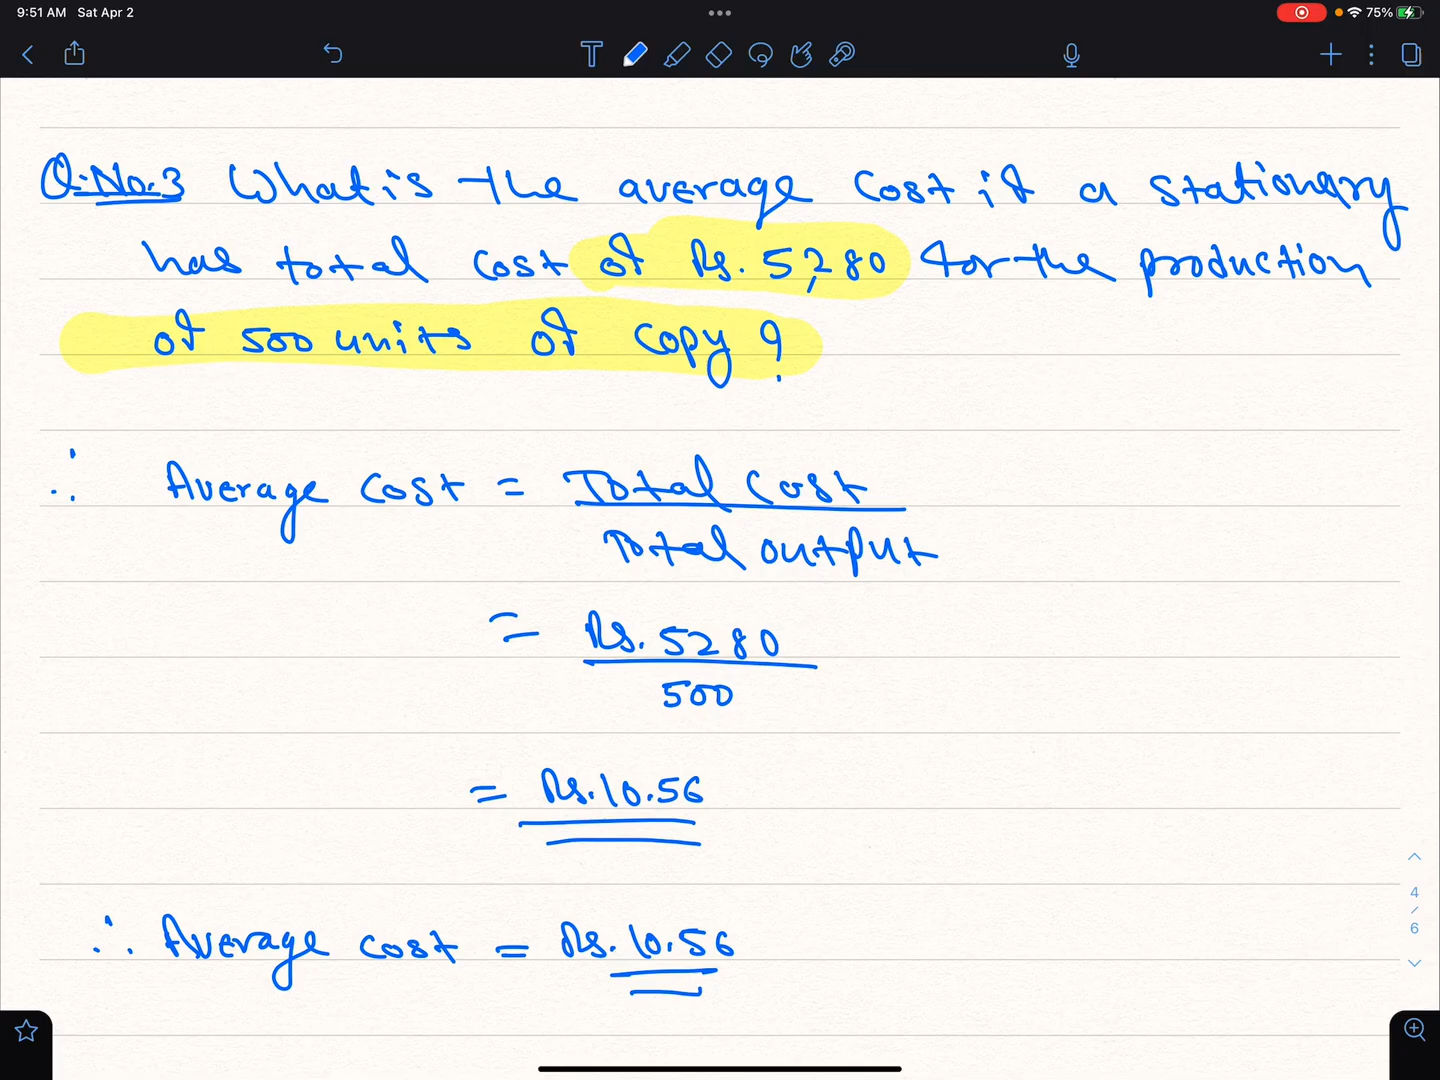 9:51 AM Sat Apr 2
75%
Q.No.3 What is the average cost if a stationary
has total cost of Rs. 5,280 for the production
of 500 units of copy?
∴ Average cost = Total cost
Total output
= Rs. 5280
500
= Rs. 10.56
4
/
6
∴ Average cost = Rs. 10.56